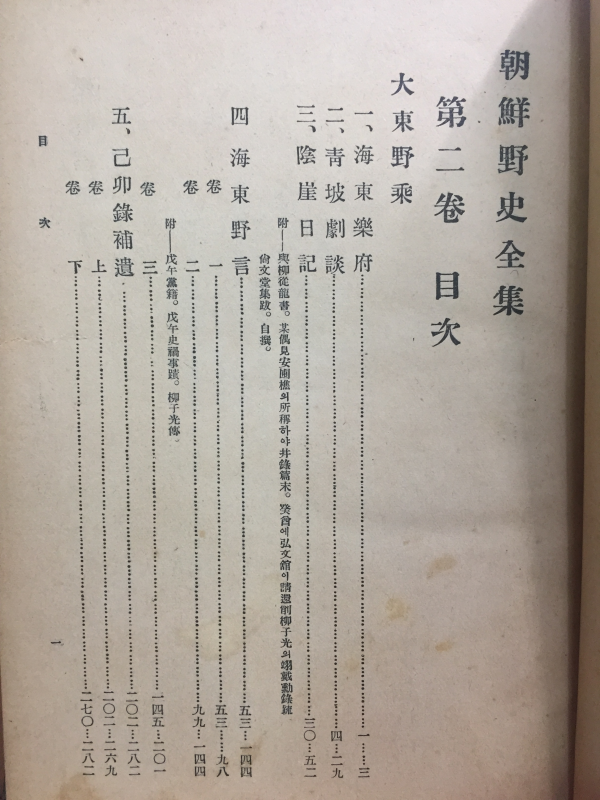 朝鮮野史全集
第二卷 目次
大東野乘
一、海東樂府……一…三
二、靑坡劇談……四…二九
三、陰崖日記……三〇…五二
附——與柳從龍書。某偶見安圃樵의所稱하야幷錄篇末。癸酉에弘文舘이請還削柳子光의翊戴勳錄疏
尙文堂集跋。自撰。
四 海東野言……五三…一四四
卷 一……五三…九八
卷 二……九九…一四四
附——戊午黨籍。戊午史禍事蹟。柳子光傳。
卷 三……一四五…二〇一
五、己卯錄補遺……二〇二…二八二
卷 上……二〇二…二六九
卷 下……二七〇…二八二
目 次
一